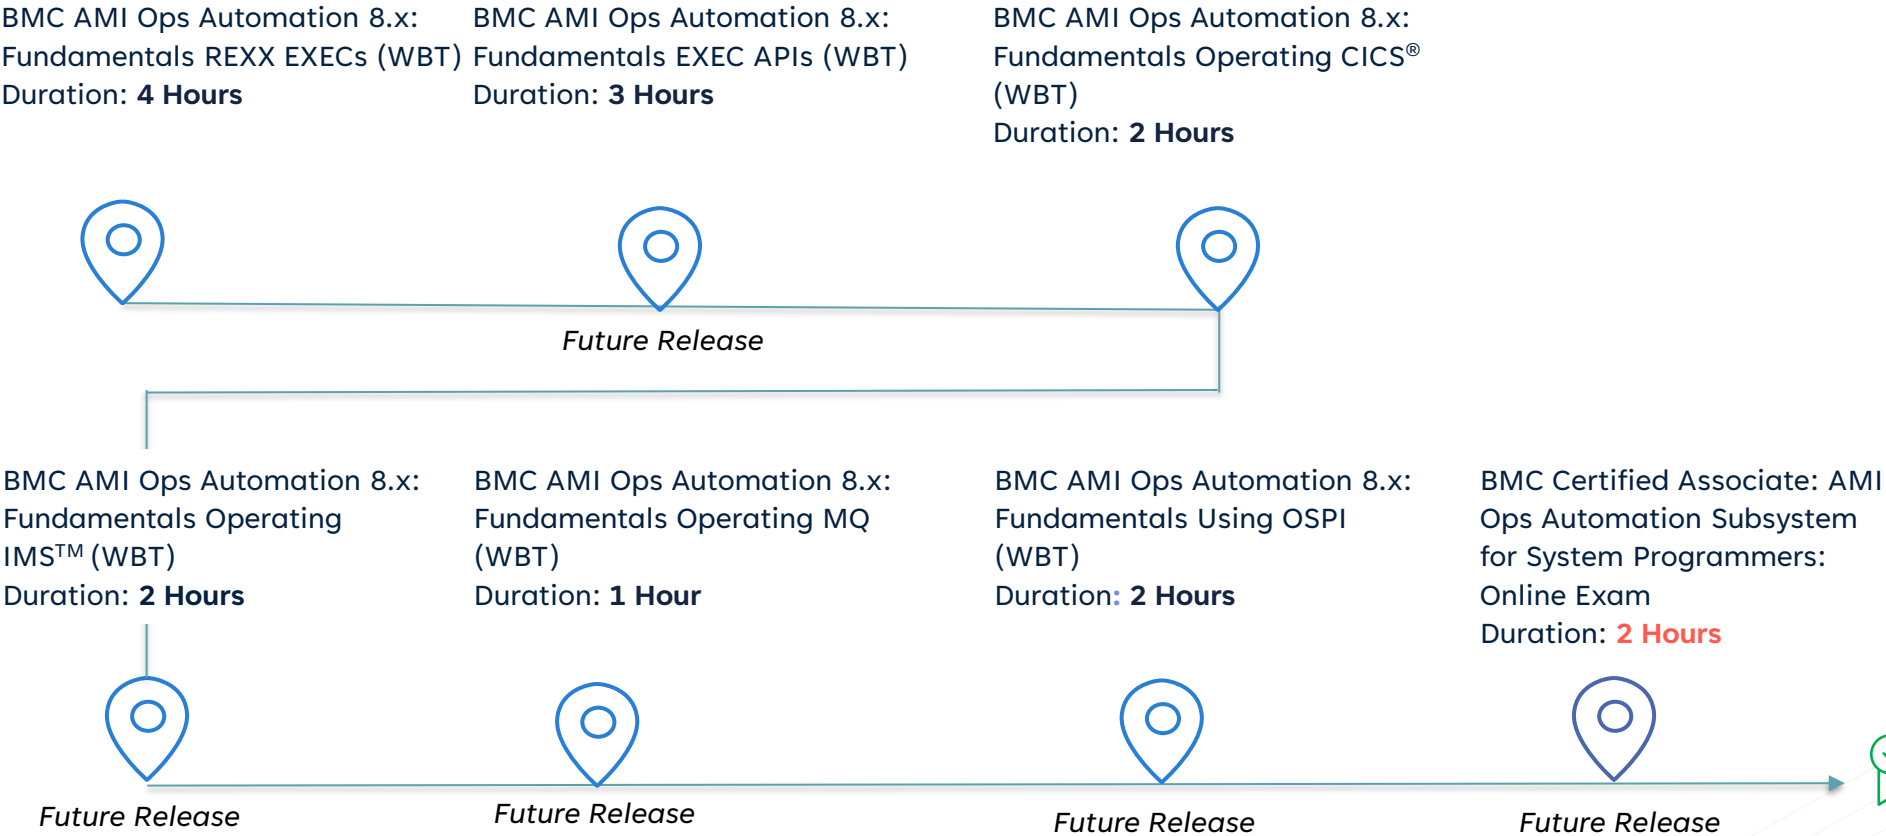 BMC AMI Ops Automation 8.x:
Fundamentals REXX EXECs (WBT)
Duration: 4 Hours
BMC AMI Ops Automation 8.x:
Fundamentals EXEC APIs (WBT)
Duration: 3 Hours
BMC AMI Ops Automation 8.x:
Fundamentals Operating CICS®
(WBT)
Duration: 2 Hours
Future Release
BMC AMI Ops Automation 8.x:
Fundamentals Operating
IMS™ (WBT)
Duration: 2 Hours
BMC AMI Ops Automation 8.x:
Fundamentals Operating MQ
(WBT)
Duration: 1 Hour
BMC AMI Ops Automation 8.x:
Fundamentals Using OSPI
(WBT)
Duration: 2 Hours
BMC Certified Associate: AMI
Ops Automation Subsystem
for System Programmers:
Online Exam
Duration: 2 Hours
Future Release
Future Release
Future Release
Future Release